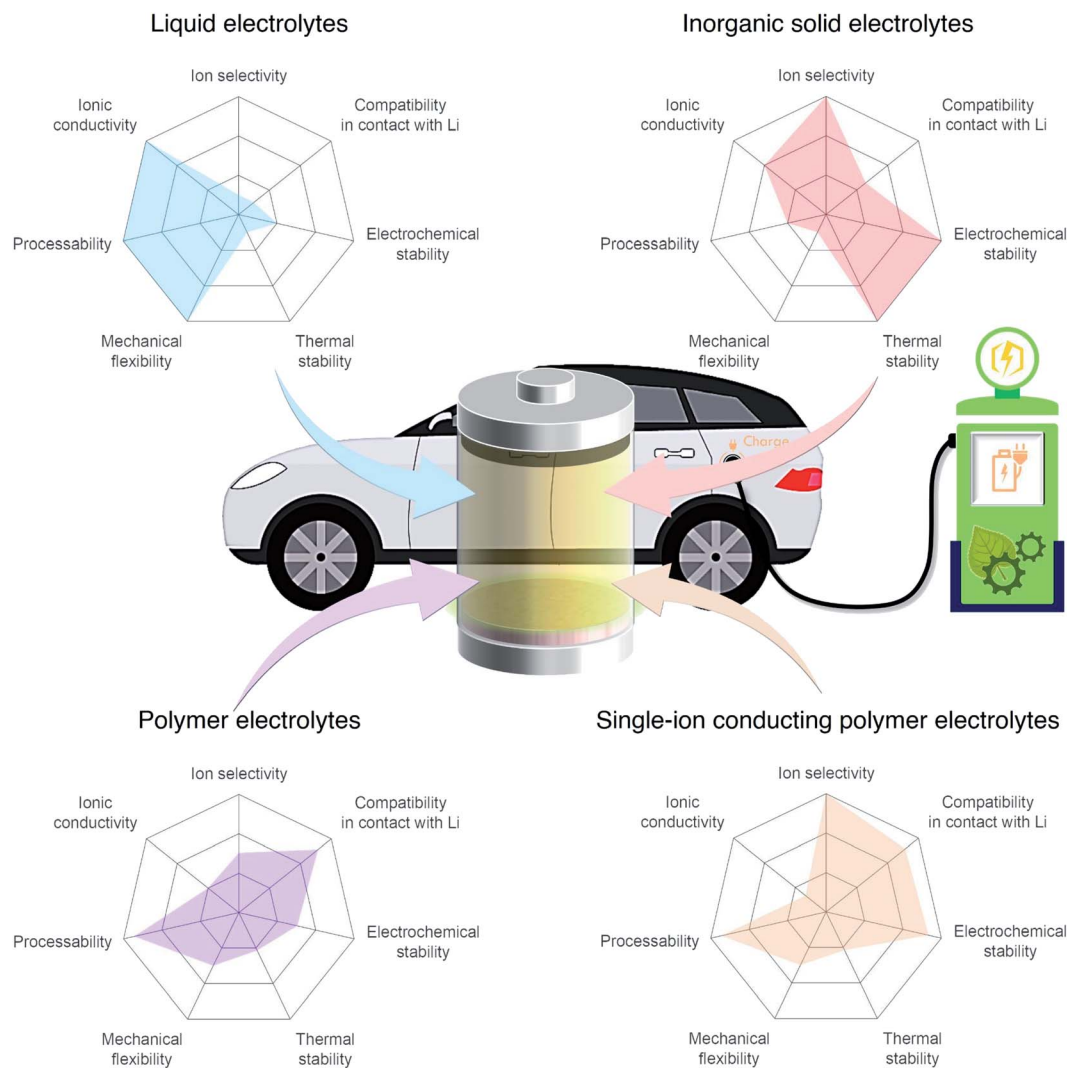 Liquid electrolytes
Ion selectivity
Ionic
conductivity
Compatibility
in contact with Li
Processability
Electrochemical
stability
Mechanical
flexibility
Thermal
stability
Inorganic solid electrolytes
Ion selectivity
Ionic
conductivity
Compatibility
in contact with Li
Processability
Electrochemical
stability
Mechanical
flexibility
Thermal
stability
Charge
Polymer electrolytes
Ion selectivity
Ionic
conductivity
Compatibility
in contact with Li
Processability
Electrochemical
stability
Mechanical
flexibility
Thermal
stability
Single-ion conducting polymer electrolytes
Ion selectivity
Ionic
conductivity
Compatibility
in contact with Li
Processability
Electrochemical
stability
Mechanical
flexibility
Thermal
stability